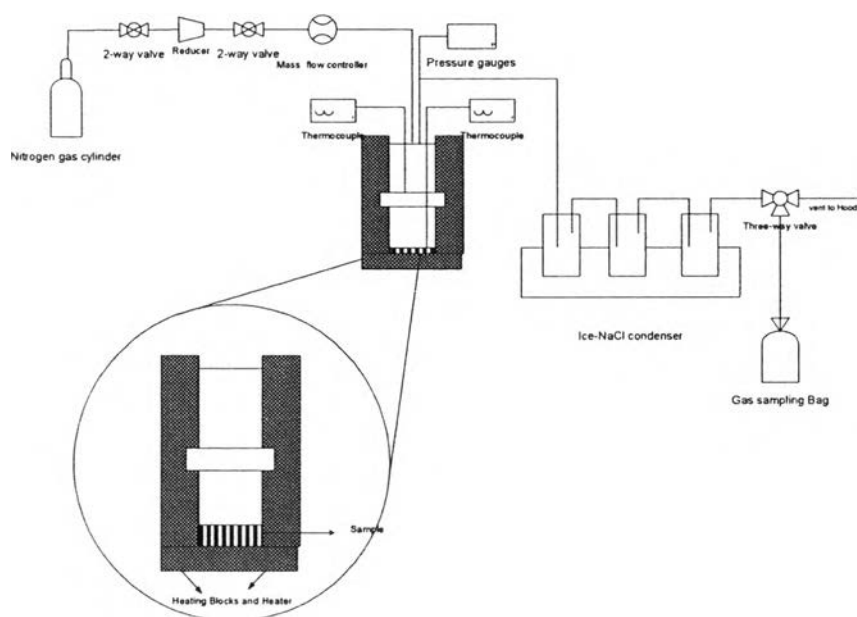 2-way valve
Reducer
2-way valve
Mass flow controller
Pressure gauges
Thermocouple
Thermocouple
Nitrogen gas cylinder
vent to Hood
Three-way valve
Ice-NaCl condenser
Gas sampling Bag
Sample
Heating Blocks and Heater